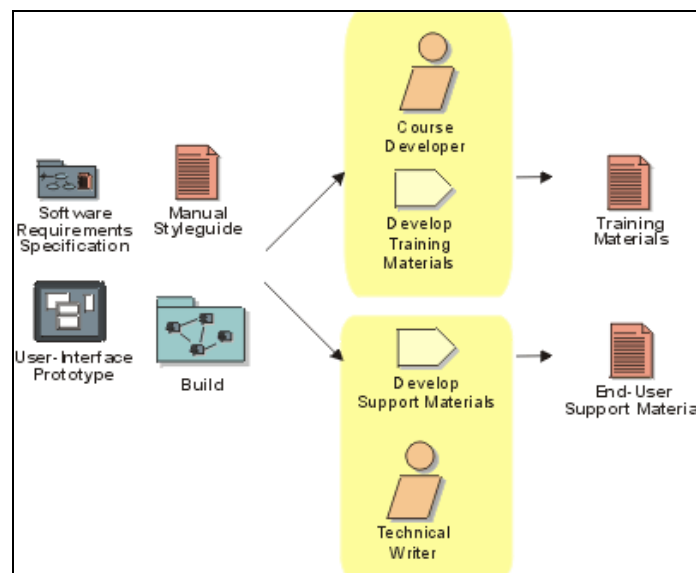 Course
Developer
Software
Requirements
Specification
Manual
Styleguide
Develop
Training
Materials
Training
Materials
User-Interface
Prototype
Build
Develop
Support Materials
End-User
Support Materia
Technical
Writer